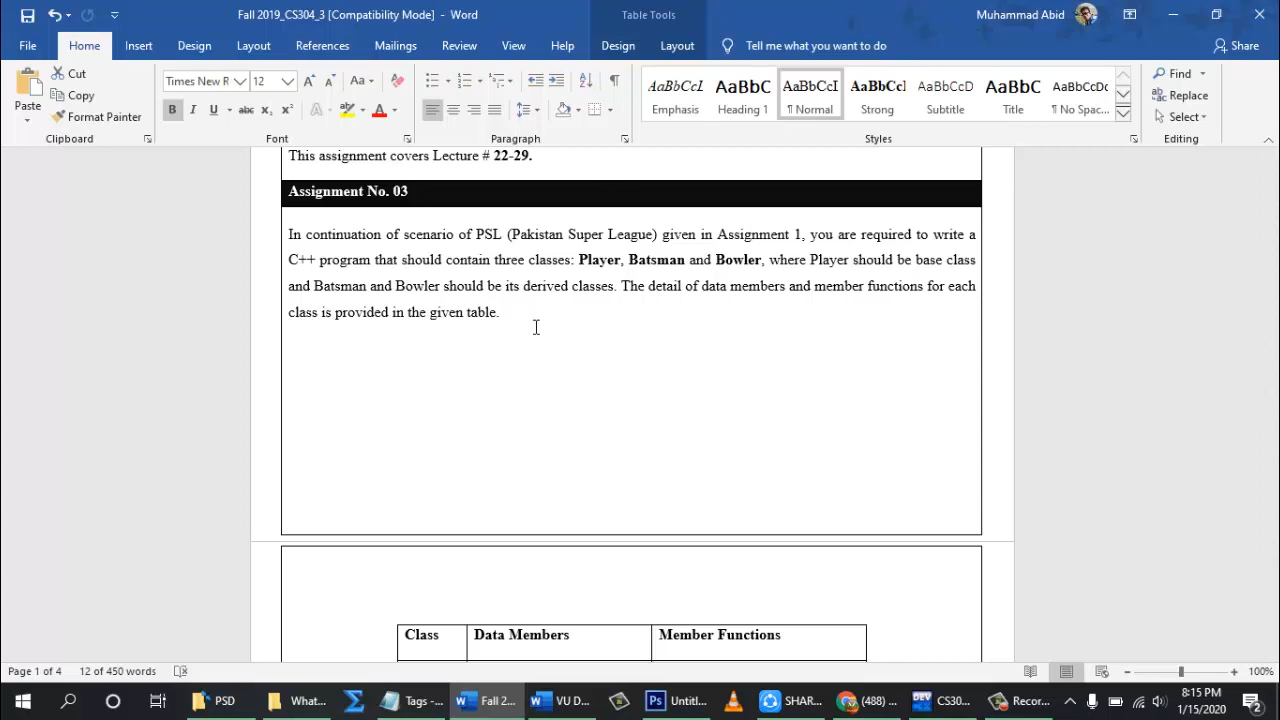 Fall 2019_CS304_3 [Compatibility Mode] - Word
Table Tools
Muhammad Abid
File Home Insert Design Layout References Mailings Review View Help Design Layout Tell me what you want to do Share
Paste
Cut
Copy
Format Painter
Clipboard
Times New R 12
Font
Paragraph
AaBbCcI AaBbC AaBbCcI AaBbCcI AaBbCcD AaBbC AaBbCcDc
Emphasis Heading 1 ¶ Normal Strong Subtitle Title ¶ No Spac...
Styles
Find
Replace
Select
Editing
This assignment covers Lecture # 22-29.
Assignment No. 03
In continuation of scenario of PSL (Pakistan Super League) given in Assignment 1, you are required to write a
C++ program that should contain three classes: Player, Batsman and Bowler, where Player should be base class
and Batsman and Bowler should be its derived classes. The detail of data members and member functions for each
class is provided in the given table.
Class Data Members Member Functions
Page 1 of 4 12 of 450 words 100%
PSD What... Tags -... Fall 2... VU D... Untitl... SHAR... (488) ... CS30... Recor...
8:15 PM
1/15/2020